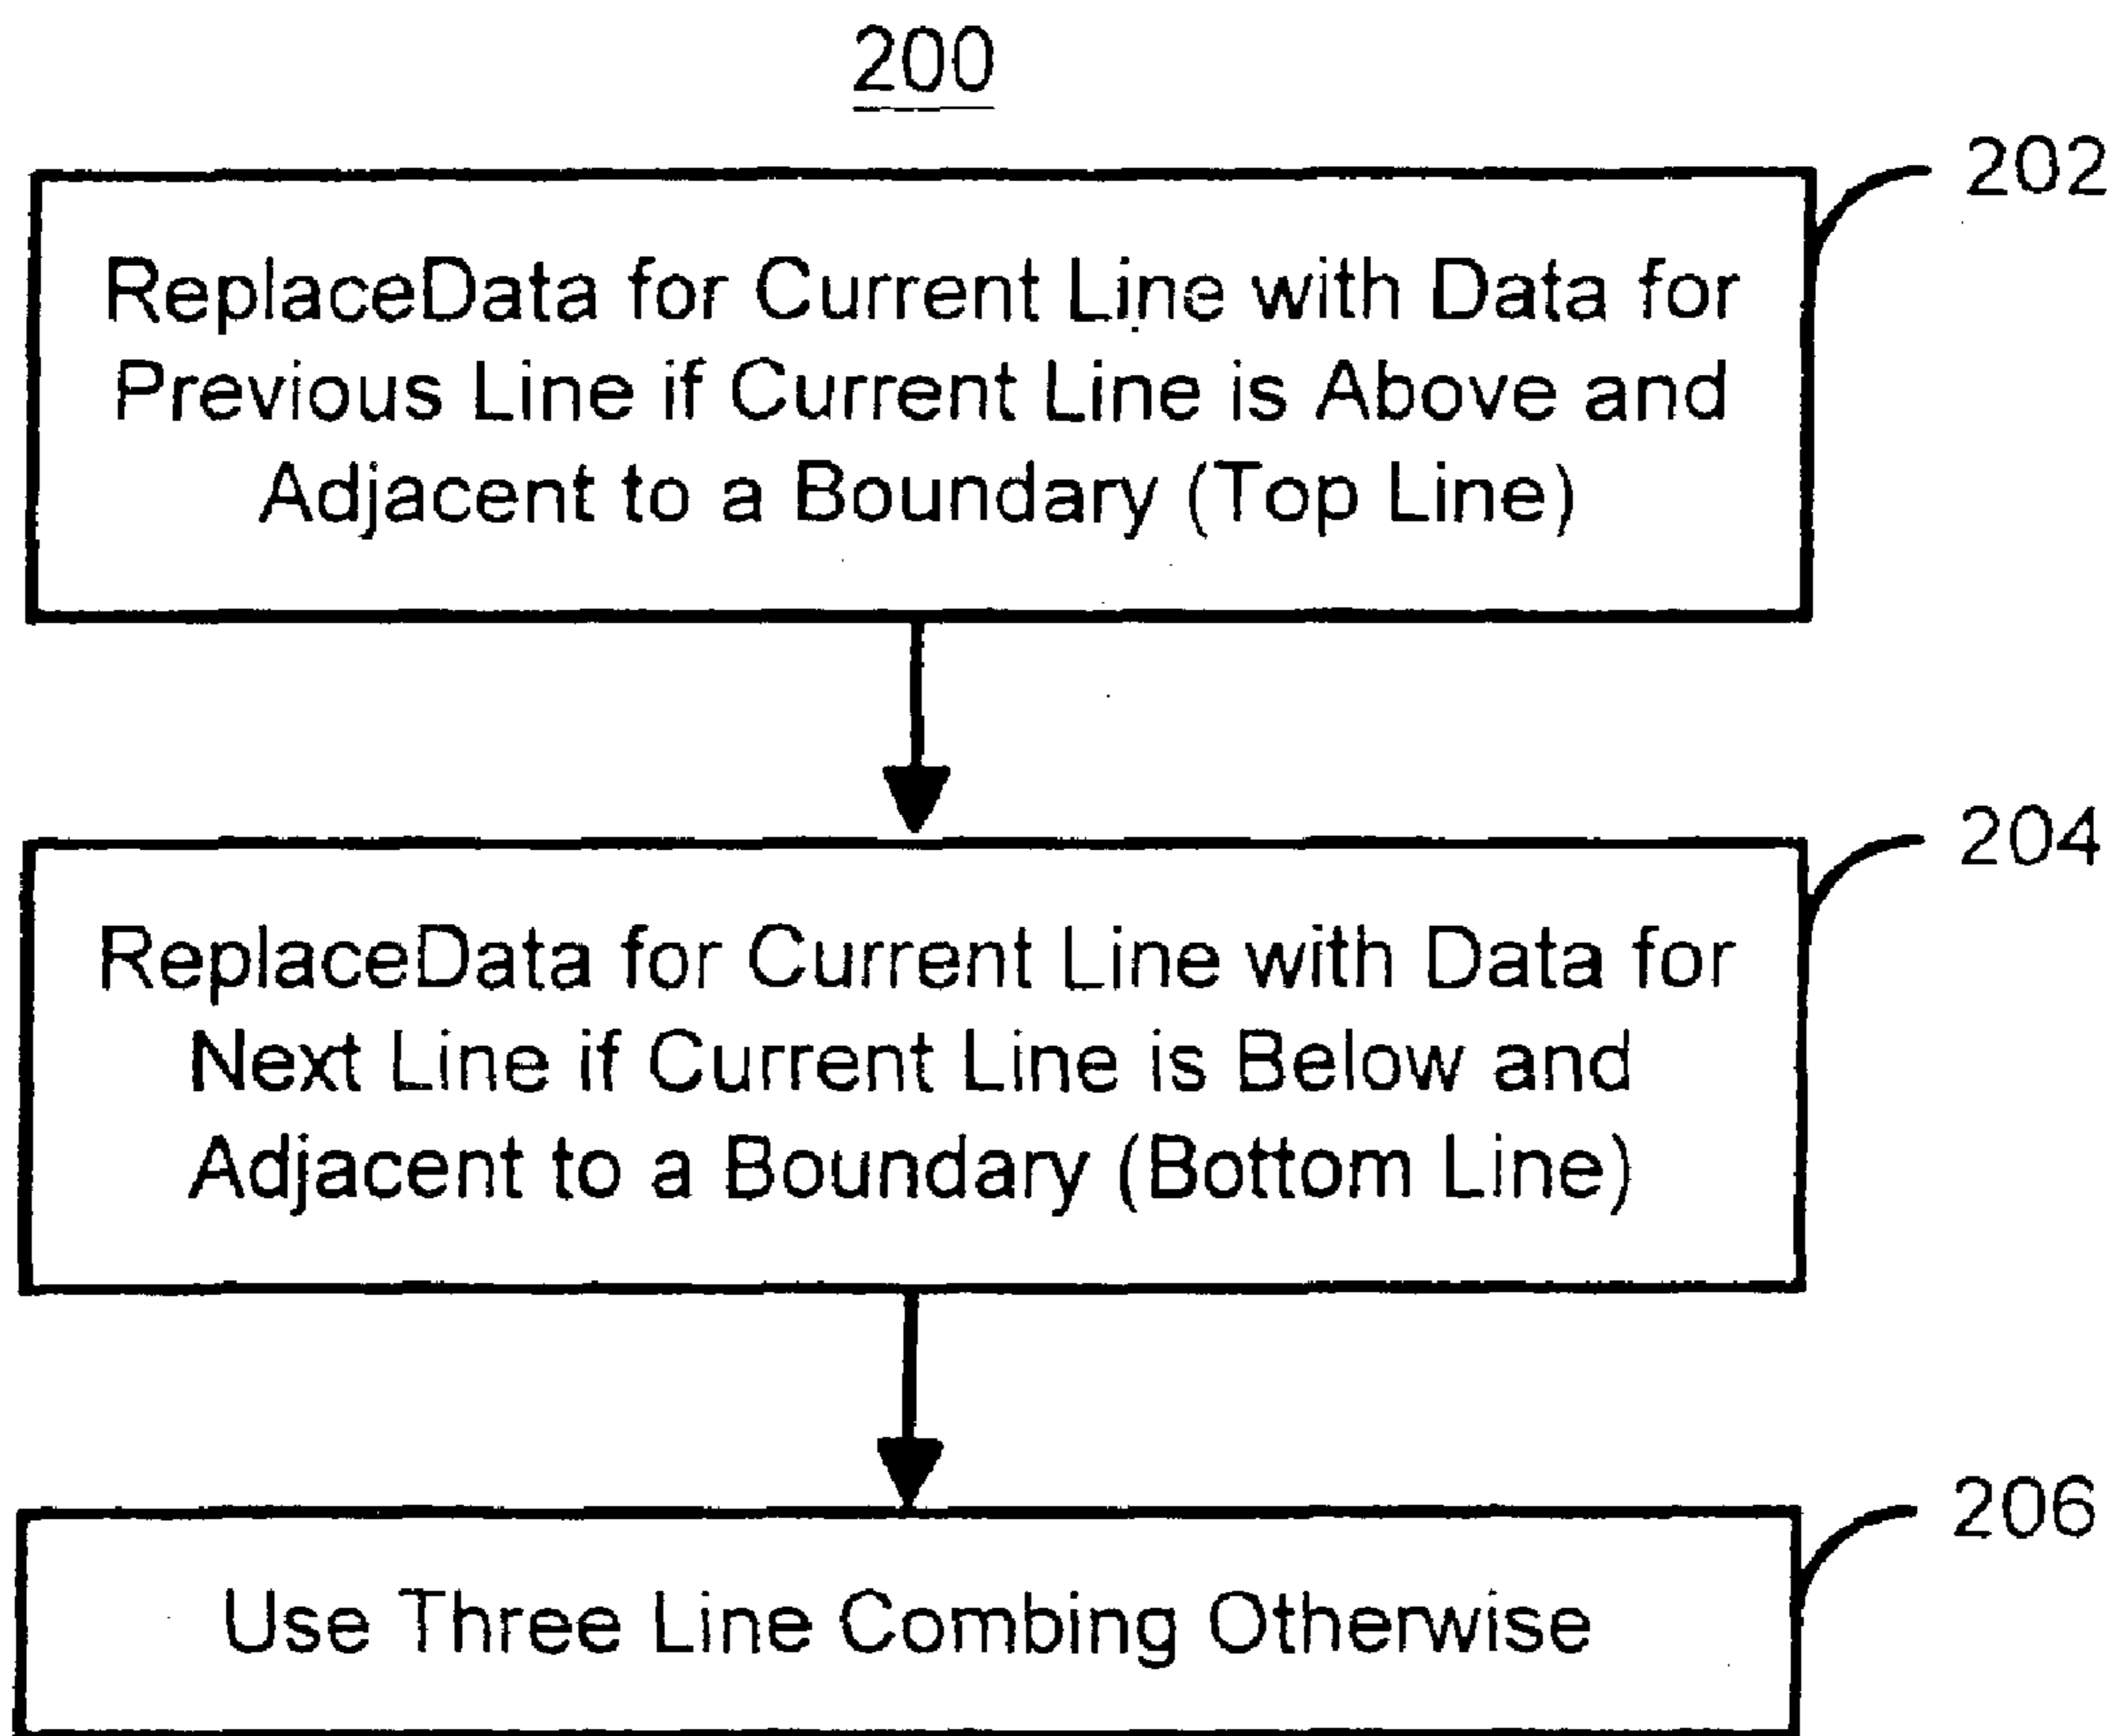 200
202
ReplaceData for Current Line with Data for
Previous Line if Current Line is Above and
Adjacent to a Boundary (Top Line)
204
ReplaceData for Current Line with Data for
Next Line if Current Line is Below and
Adjacent to a Boundary (Bottom Line)
206
Use Three Line Combing Otherwise